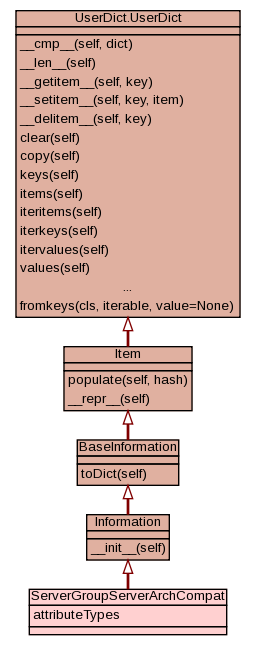 UserDict.UserDict
__cmp__(self, dict)
__len__(self)
__getitem__(self, key)
__setitem__(self, key, item)
__delitem__(self, key)
clear(self)
copy(self)
keys(self)
items(self)
iteritems(self)
iterkeys(self)
itervalues(self)
values(self)
...
fromkeys(cls, iterable, value=None)
Item
populate(self, hash)
__repr__(self)
BaseInformation
toDict(self)
Information
__init__(self)
ServerGroupServerArchCompat
attributeTypes